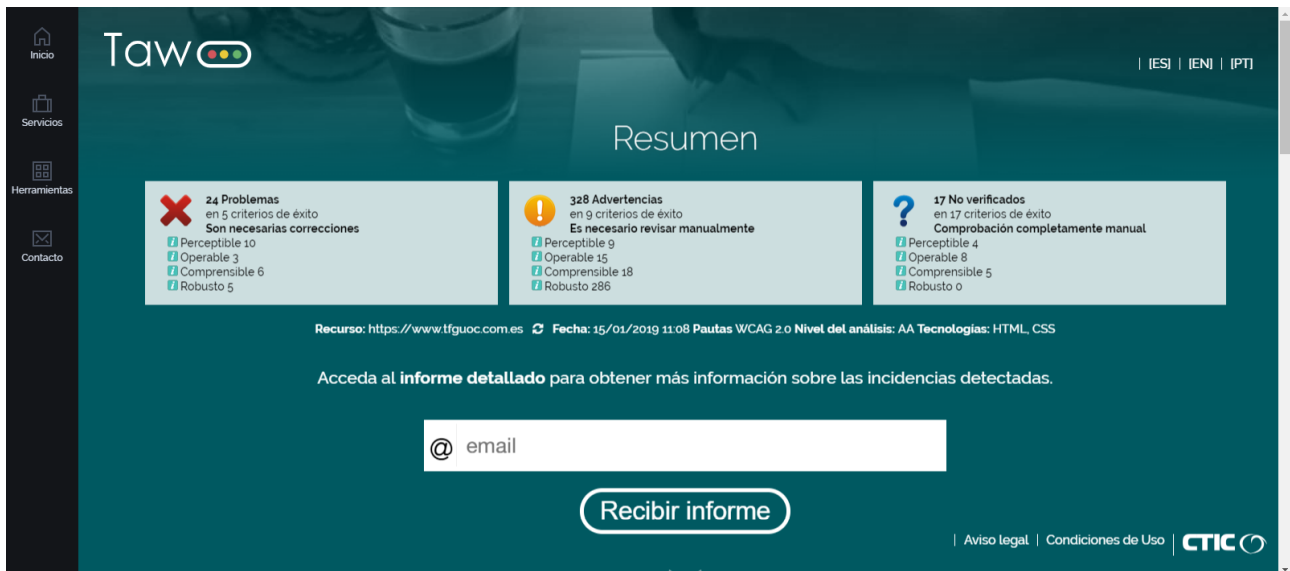 Inicio
Servicios
Herramientas
Contacto
Taw
| [ES] | [EN] | [PT]
Resumen
24 Problemas
en 5 criterios de éxito
Son necesarias correcciones
Perceptible 10
Operable 3
Comprensible 6
Robusto 5
328 Advertencias
en 9 criterios de éxito
Es necesario revisar manualmente
Perceptible 9
Operable 15
Comprensible 18
Robusto 286
17 No verificados
en 17 criterios de éxito
Comprobación completamente manual
Perceptible 4
Operable 8
Comprensible 5
Robusto 0
Recurso: https://www.tfguoc.com.es Fecha: 15/01/2019 11:08 Pautas WCAG 2.0 Nivel del análisis: AA Tecnologías: HTML, CSS
Acceda al informe detallado para obtener más información sobre las incidencias detectadas.
@ email
Recibir informe
| Aviso legal | Condiciones de Uso | CTIC